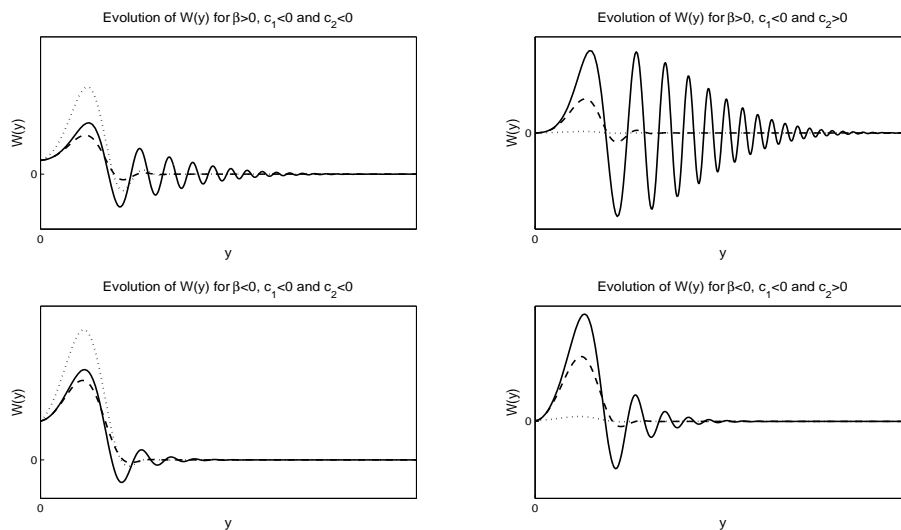 Evolution of W(y) for β>0, c₁<0 and c₂<0
W(y)
0
0
y
Evolution of W(y) for β>0, c₁<0 and c₂>0
W(y)
0
0
y
Evolution of W(y) for β<0, c₁<0 and c₂<0
W(y)
0
0
y
Evolution of W(y) for β<0, c₁<0 and c₂>0
W(y)
0
0
y